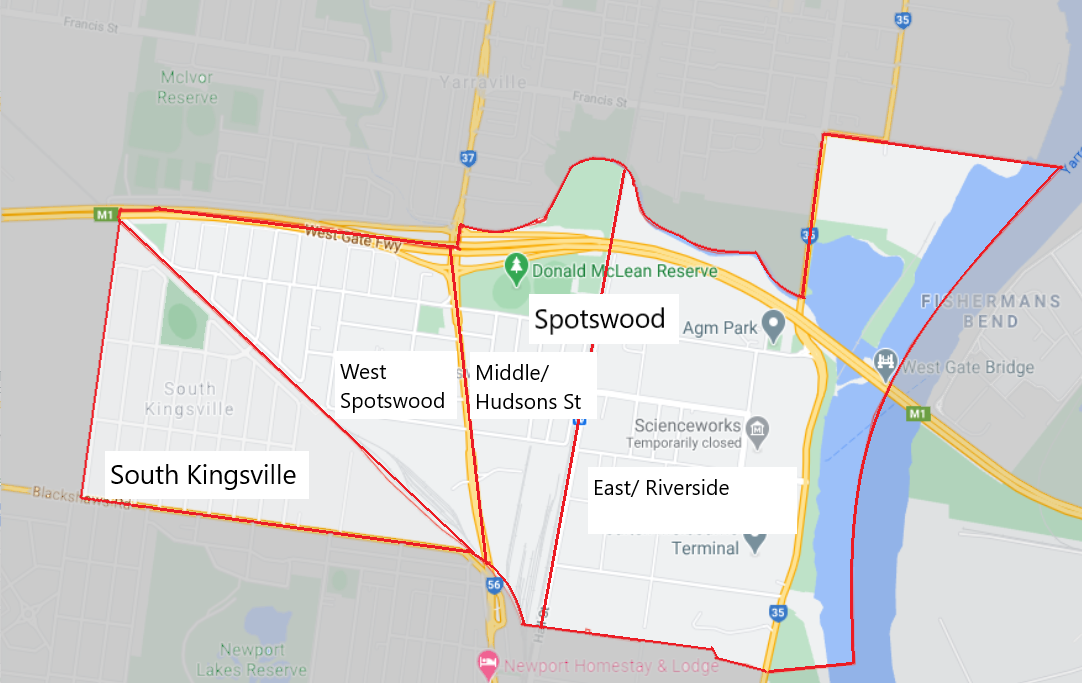 35
Francis St
McIvor
Reserve
Yarraville
Francis St
37
M1
West Gate Fwy
35
Donald McLean Reserve
FISHERMANS
BEND
Spotswood
Agm Park
West Gate Bridge
West
Spotswood
Middle/
Hudsons St
South
Kingsville
M1
Scienceworks
Temporarily closed
South Kingsville
East/ Riverside
Terminal
56
35
Newport
Lakes Reserve
Newport Homestay & Lodge